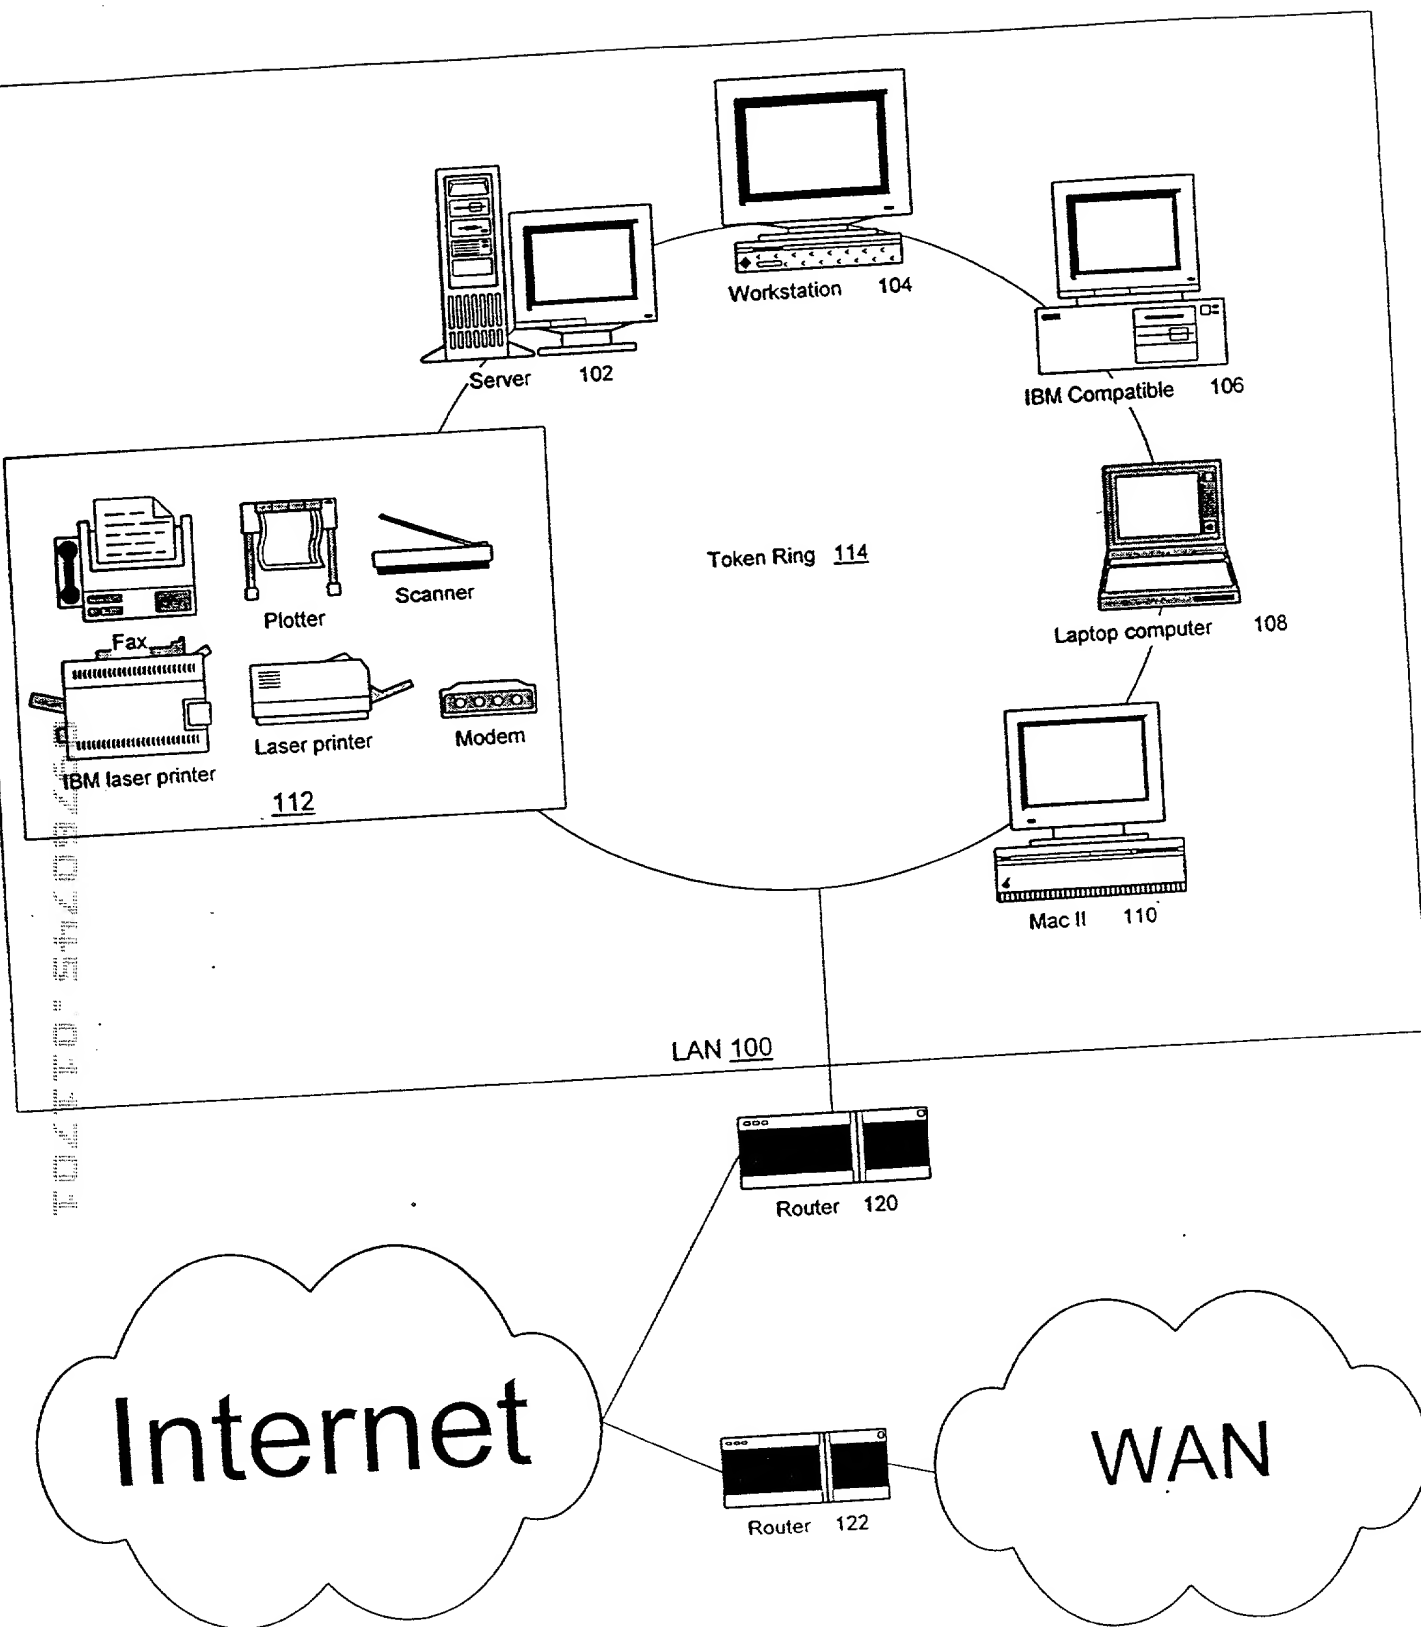 Workstation 104
Server 102
IBM Compatible 106
Token Ring 114
Scanner
Plotter
Fax
Laptop computer 108
Modem
Laser printer
IBM laser printer
112
Mac II 110
LAN 100
Router 120
Internet
WAN
Router 122